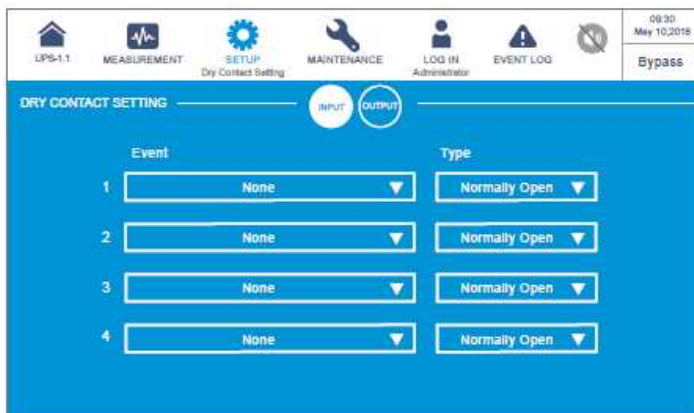 09:30
May 10,2018
UPS-1.1
MEASUREMENT
SETUP
Dry Contact Setting
MAINTENANCE
LOG IN
Administrator
EVENT LOG
Bypass
DRY CONTACT SETTING
INPUT
OUTPUT
Event Type
1 None Normally Open
2 None Normally Open
3 None Normally Open
4 None Normally Open